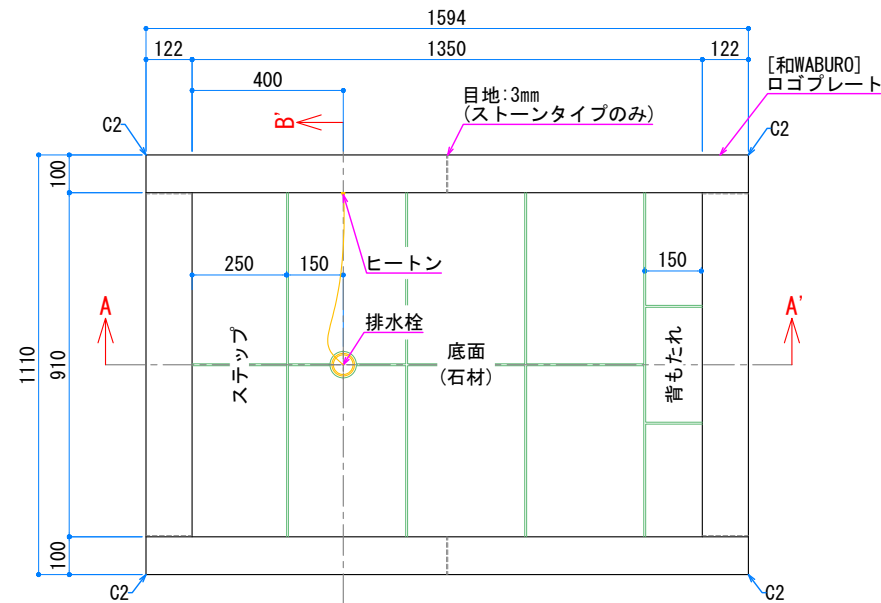 1594
122
1350
122
[和WABURO]
ロゴプレート
400
目地:3mm
(ストーンタイプのみ)
B'
C2
C2
100
250
150
ヒートン
150
A
A'
排水栓
底面
(石材)
ステップ
背もたれ
1110
910
100
C2
C2